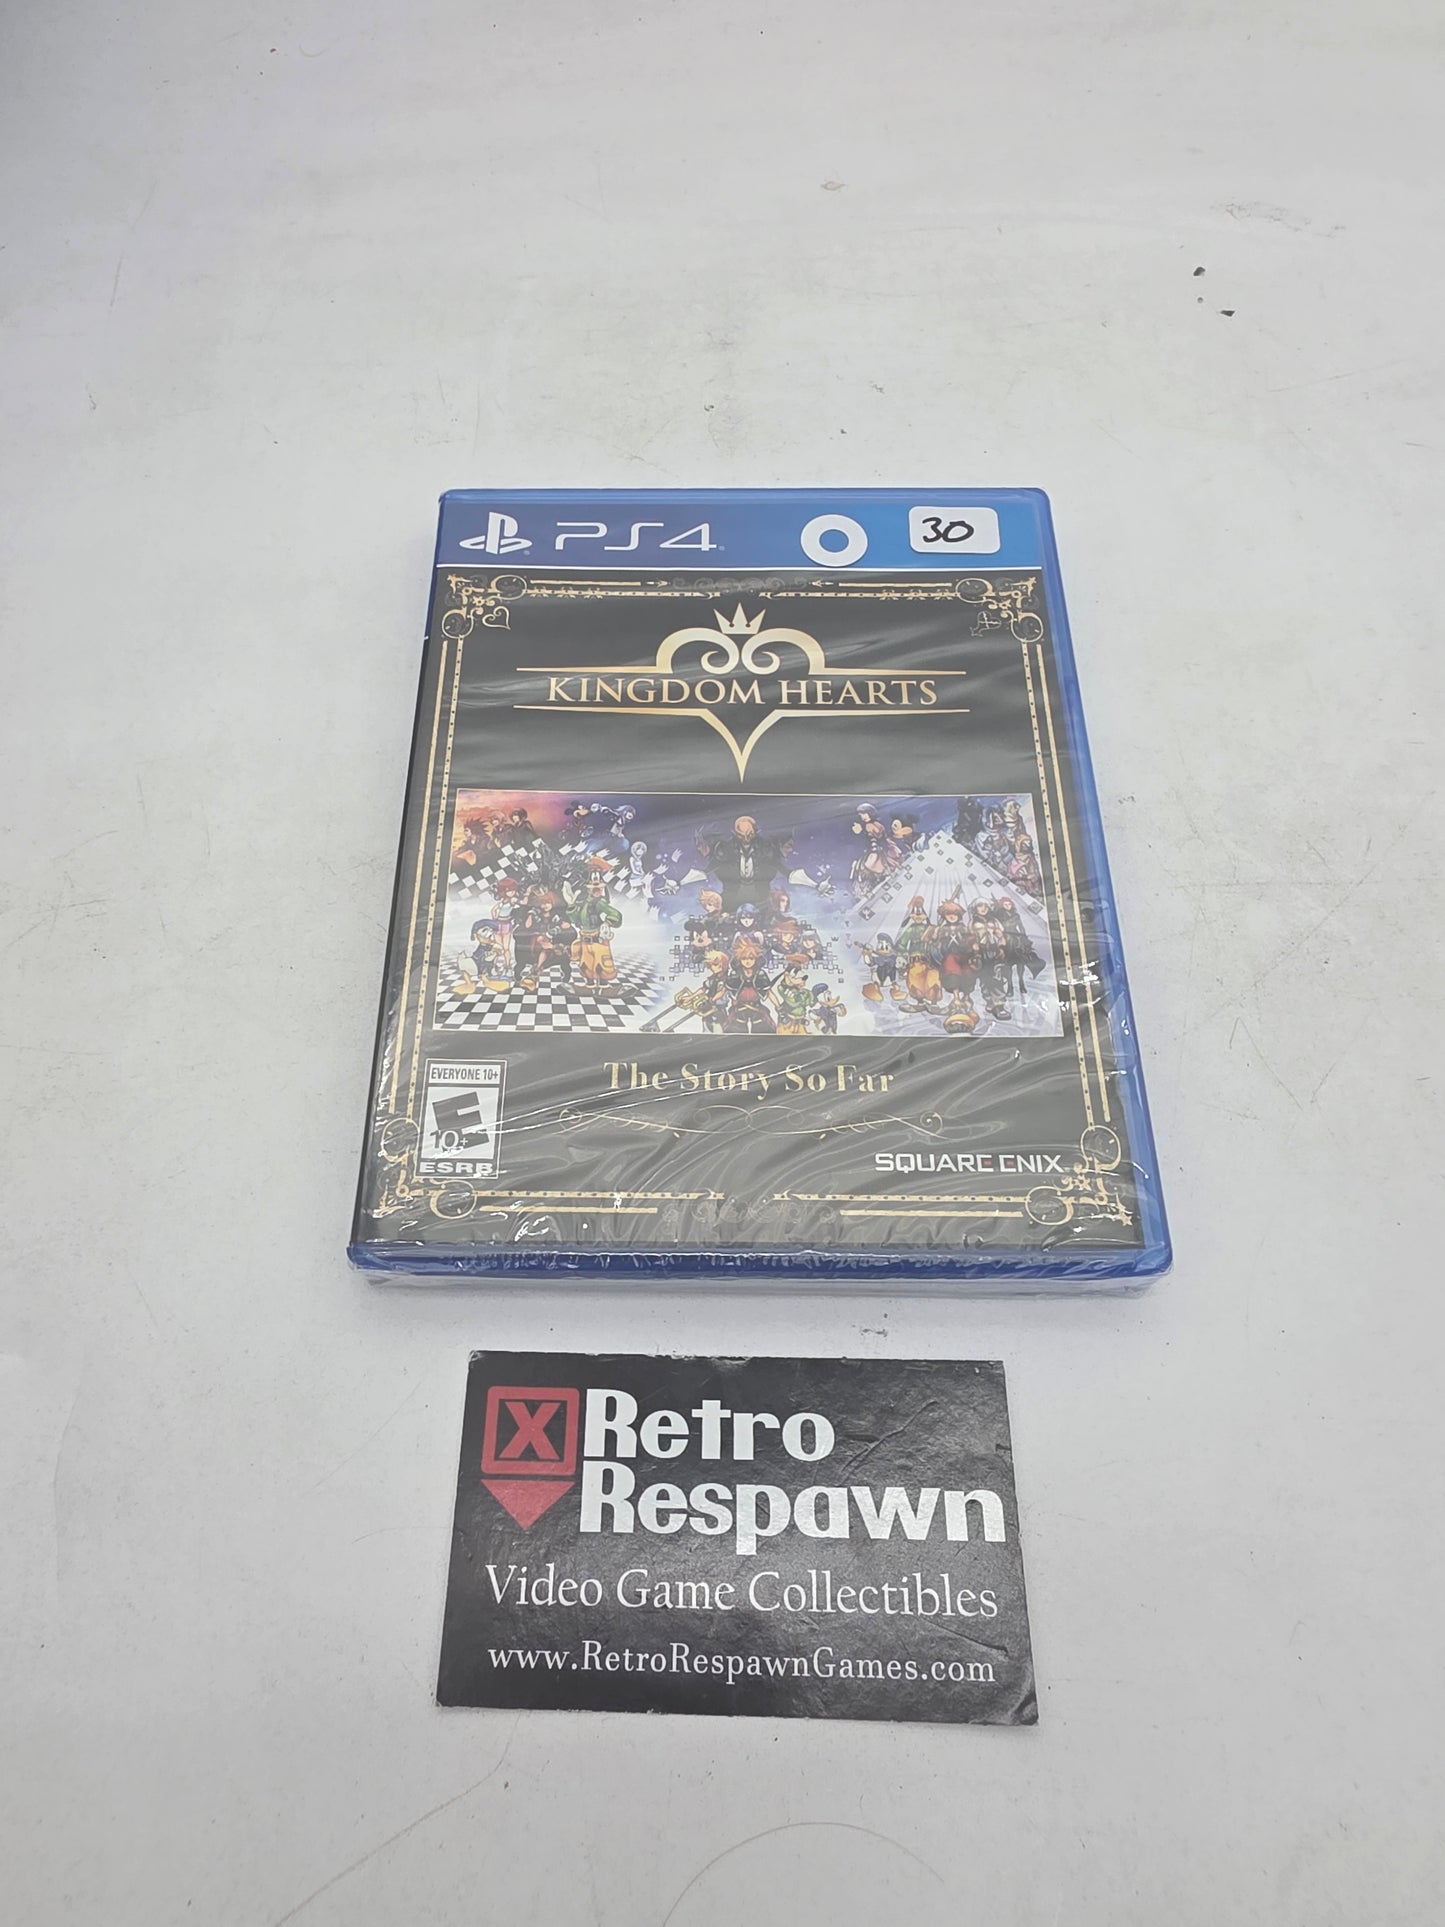 PS4
30
KINGDOM HEARTS
The Story So Far
EVERYONE 10+
10+
ESRB
SQUARE ENIX
X Retro
Respawn
Video Game Collectibles
www.RetroRespawnGames.com